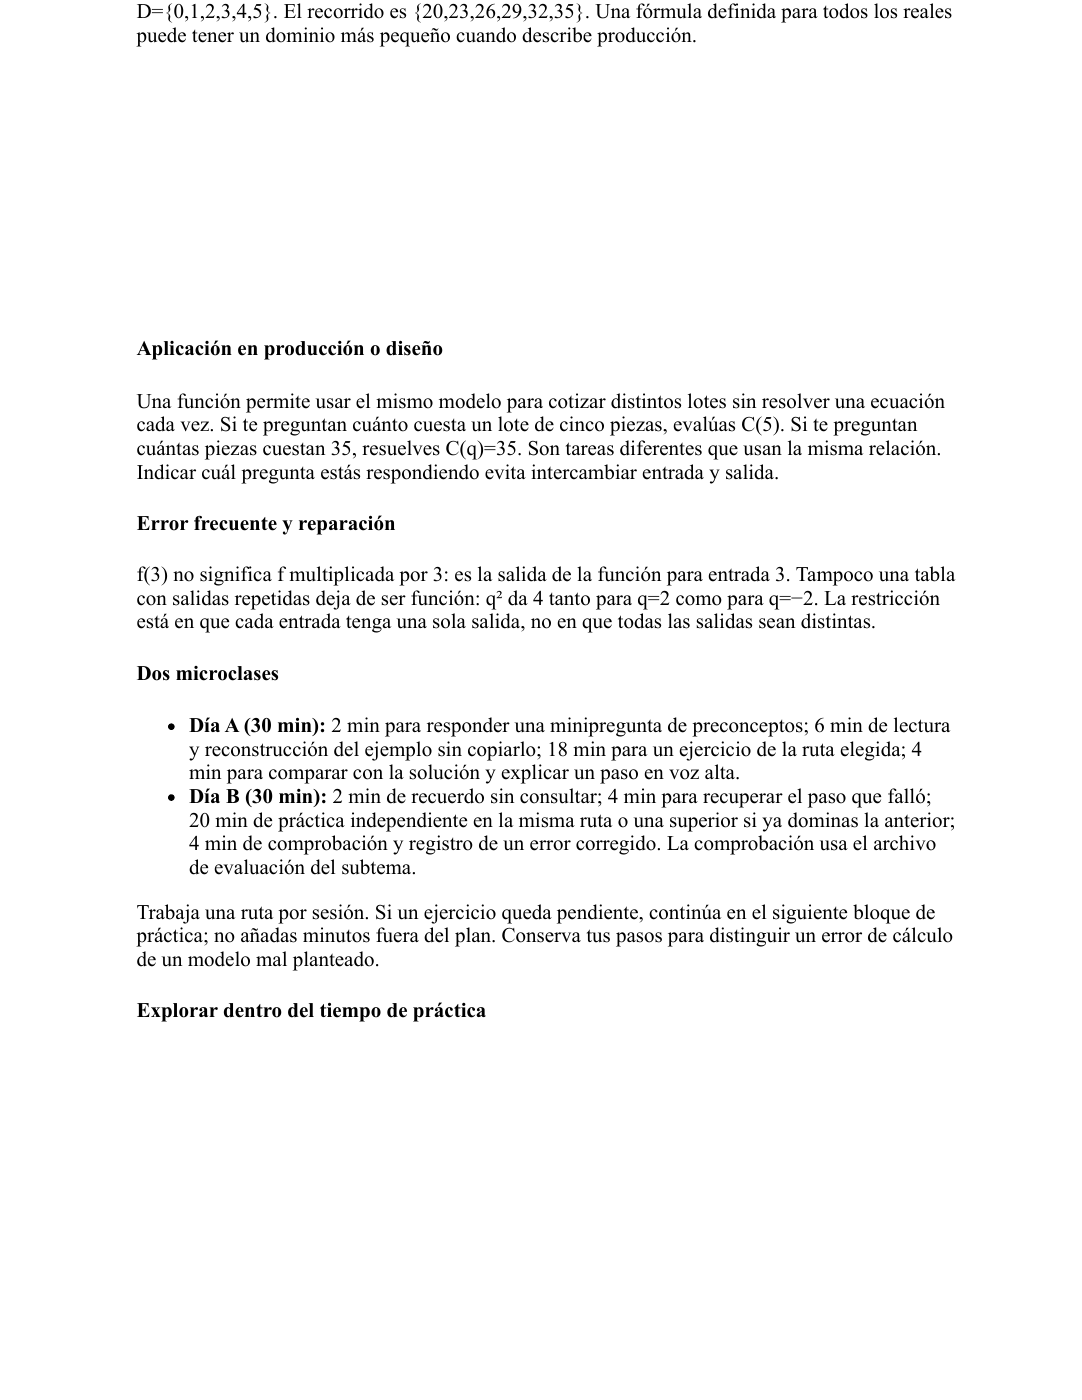 D={0,1,2,3,4,5}. El recorrido es {20,23,26,29,32,35}. Una fórmula definida para todos los reales
puede tener un dominio más pequeño cuando describe producción.
Aplicación en producción o diseño
Una función permite usar el mismo modelo para cotizar distintos lotes sin resolver una ecuación
cada vez. Si te preguntan cuánto cuesta un lote de cinco piezas, evalúas C(5). Si te preguntan
cuántas piezas cuestan 35, resuelves C(q)=35. Son tareas diferentes que usan la misma relación.
Indicar cuál pregunta estás respondiendo evita intercambiar entrada y salida.
Error frecuente y reparación
f(3) no significa f multiplicada por 3: es la salida de la función para entrada 3. Tampoco una tabla
con salidas repetidas deja de ser función: q² da 4 tanto para q=2 como para q=−2. La restricción
está en que cada entrada tenga una sola salida, no en que todas las salidas sean distintas.
Dos microclases
• Día A (30 min): 2 min para responder una minipregunta de preconceptos; 6 min de lectura
y reconstrucción del ejemplo sin copiarlo; 18 min para un ejercicio de la ruta elegida; 4
min para comparar con la solución y explicar un paso en voz alta.
• Día B (30 min): 2 min de recuerdo sin consultar; 4 min para recuperar el paso que falló;
20 min de práctica independiente en la misma ruta o una superior si ya dominas la anterior;
4 min de comprobación y registro de un error corregido. La comprobación usa el archivo
de evaluación del subtema.
Trabaja una ruta por sesión. Si un ejercicio queda pendiente, continúa en el siguiente bloque de
práctica; no añadas minutos fuera del plan. Conserva tus pasos para distinguir un error de cálculo
de un modelo mal planteado.
Explorar dentro del tiempo de práctica